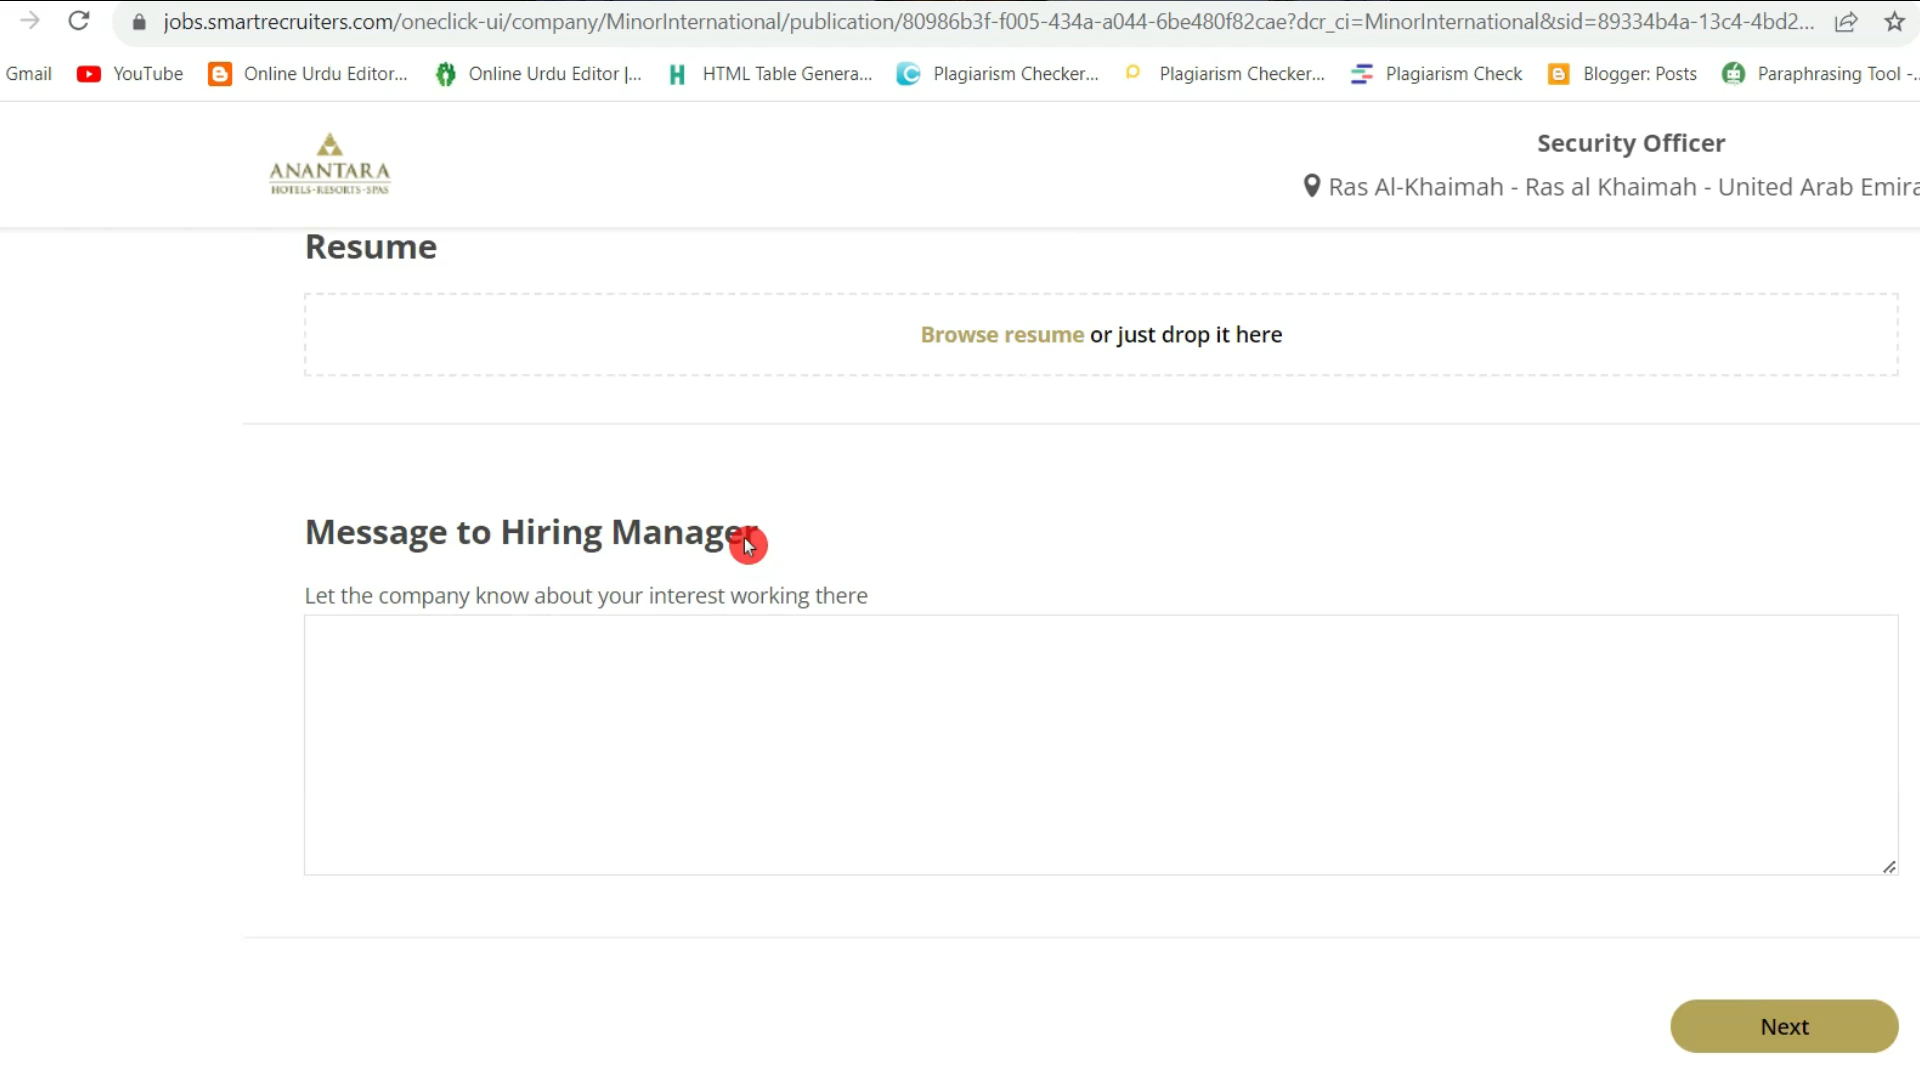 jobs.smartrecruiters.com/oneclick-ui/company/MinorInternational/publication/80986b3f-f005-434a-a044-6be480f82cae?dcr_ci=MinorInternational&sid=89334b4a-13c4-4bd2...
Gmail YouTube Online Urdu Editor... Online Urdu Editor |... HTML Table Genera... Plagiarism Checker... Plagiarism Checker... Plagiarism Check Blogger: Posts Paraphrasing Tool -...
ANANTARA
HOTELS·RESORTS·SPAS
Security Officer
Ras Al-Khaimah - Ras al Khaimah - United Arab Emira
Resume
Browse resume or just drop it here
Message to Hiring Manager
Let the company know about your interest working there
Next